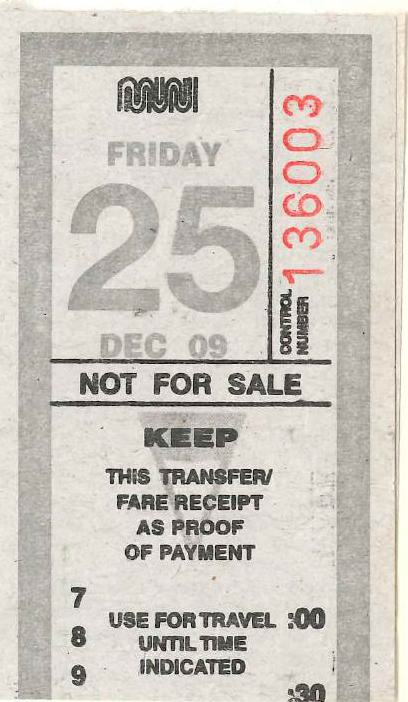 MUNI
FRIDAY
25
DEC 09
CONTROL
NUMBER
136003
NOT FOR SALE
KEEP
THIS TRANSFER/
FARE RECEIPT
AS PROOF
OF PAYMENT
7
8
9
USE FOR TRAVEL
UNTIL TIME
INDICATED
:00
:30